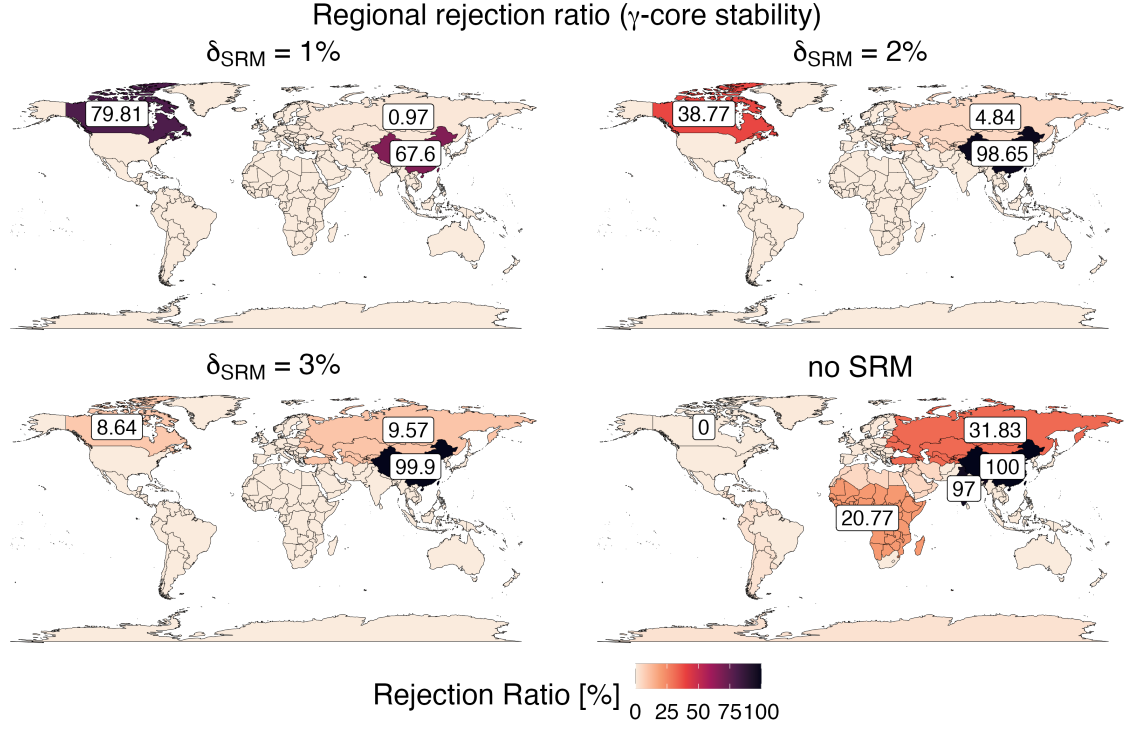 Regional rejection ratio (γ-core stability)
δSRM = 1%
δSRM = 2%
79.81
0.97
67.6
38.77
4.84
98.65
δSRM = 3%
no SRM
8.64
9.57
99.9
0
31.83
100
97
20.77
Rejection Ratio [%]
0 25 50 75 100